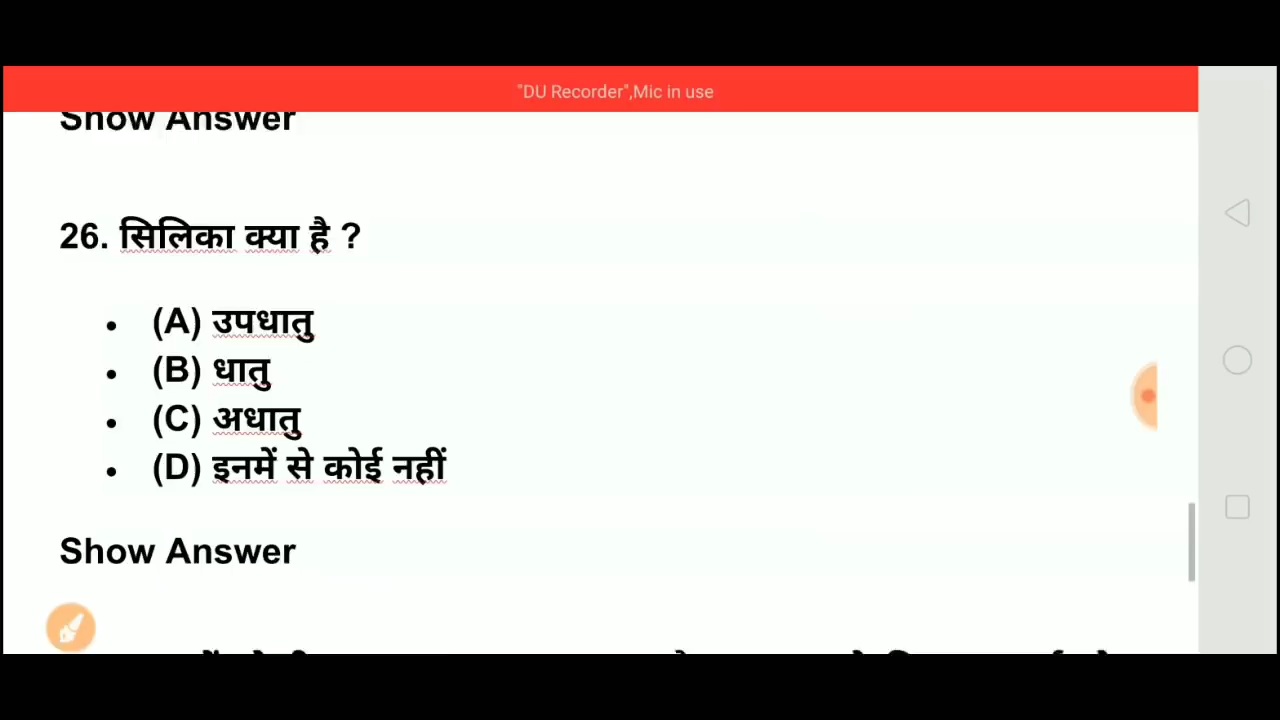 "DU Recorder",Mic in use
Show Answer
26. सिलिका क्या है ?
• (A) उपधातु
• (B) धातु
• (C) अधातु
• (D) इनमें से कोई नहीं
Show Answer